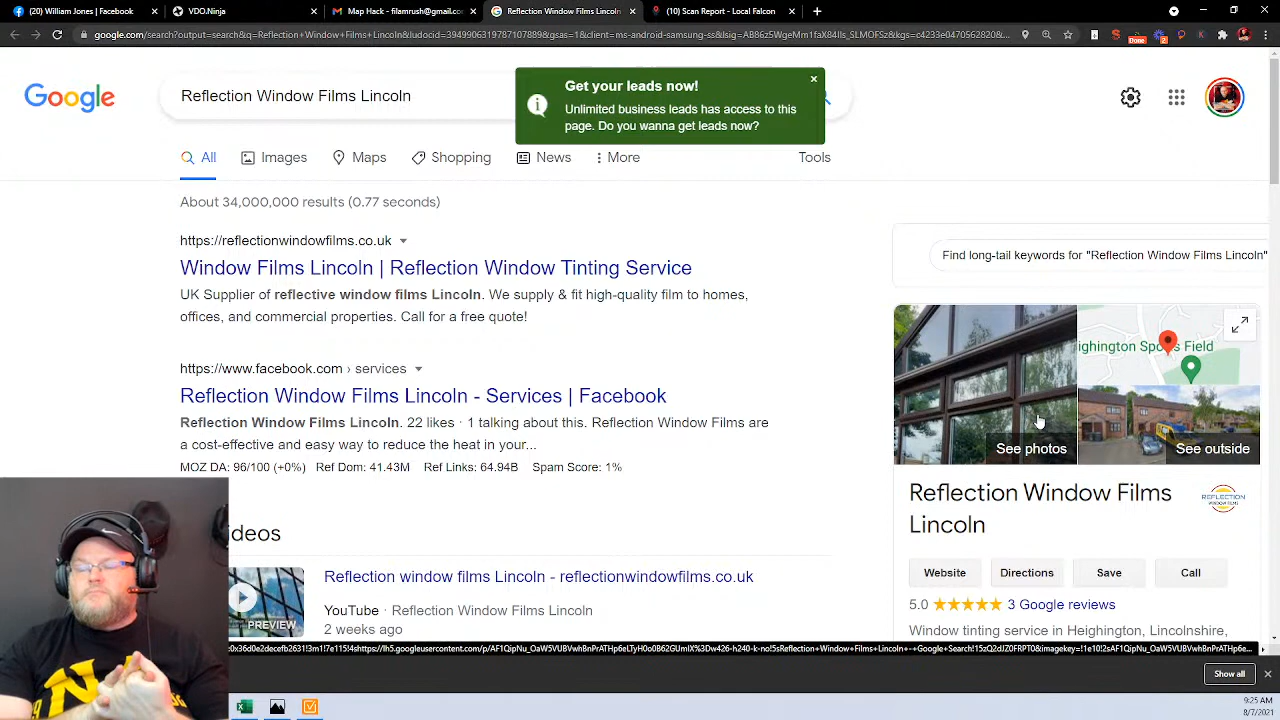 (20) William Jones | Facebook
VDO.Ninja
Map Hack - filamrush@gmail.co
Reflection Window Films Lincoln
(10) Scan Report - Local Falcon
Google
Reflection Window Films Lincoln
Get your leads now!
Unlimited business leads has access to this
page. Do you wanna get leads now?
All
Images
Maps
Shopping
News
More
Tools
About 34,000,000 results (0.77 seconds)
https://reflectionwindowfilms.co.uk
Window Films Lincoln | Reflection Window Tinting Service
UK Supplier of reflective window films Lincoln. We supply & fit high-quality film to homes,
offices, and commercial properties. Call for a free quote!
https://www.facebook.com › services
Reflection Window Films Lincoln - Services | Facebook
Reflection Window Films Lincoln. 22 likes · 1 talking about this. Reflection Window Films are
a cost-effective and easy way to reduce the heat in your...
MOZ DA: 96/100 (+0%) Ref Dom: 41.43M Ref Links: 64.94B Spam Score: 1%
deos
Reflection window films Lincoln - reflectionwindowfilms.co.uk
PREVIEW
YouTube · Reflection Window Films Lincoln
2 weeks ago
Find long-tail keywords for "Reflection Window Films Lincoln"
eighington Sports Field
See photos
See outside
Reflection Window Films
Lincoln
REFLECTION
Website
Directions
Save
Call
5.0
3 Google reviews
Window tinting service in Heighington, Lincolnshire,
Show all
9:25 AM
8/7/2021